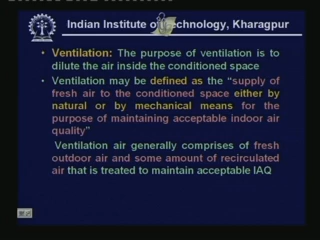 Indian Institute of Technology, Kharagpur
• Ventilation: The purpose of ventilation is to
dilute the air inside the conditioned space
• Ventilation may be defined as the “supply of
fresh air to the conditioned space either by
natural or by mechanical means for the
purpose of maintaining acceptable indoor air
quality”
Ventilation air generally comprises of fresh
outdoor air and some amount of recirculated
air that is treated to maintain acceptable IAQ